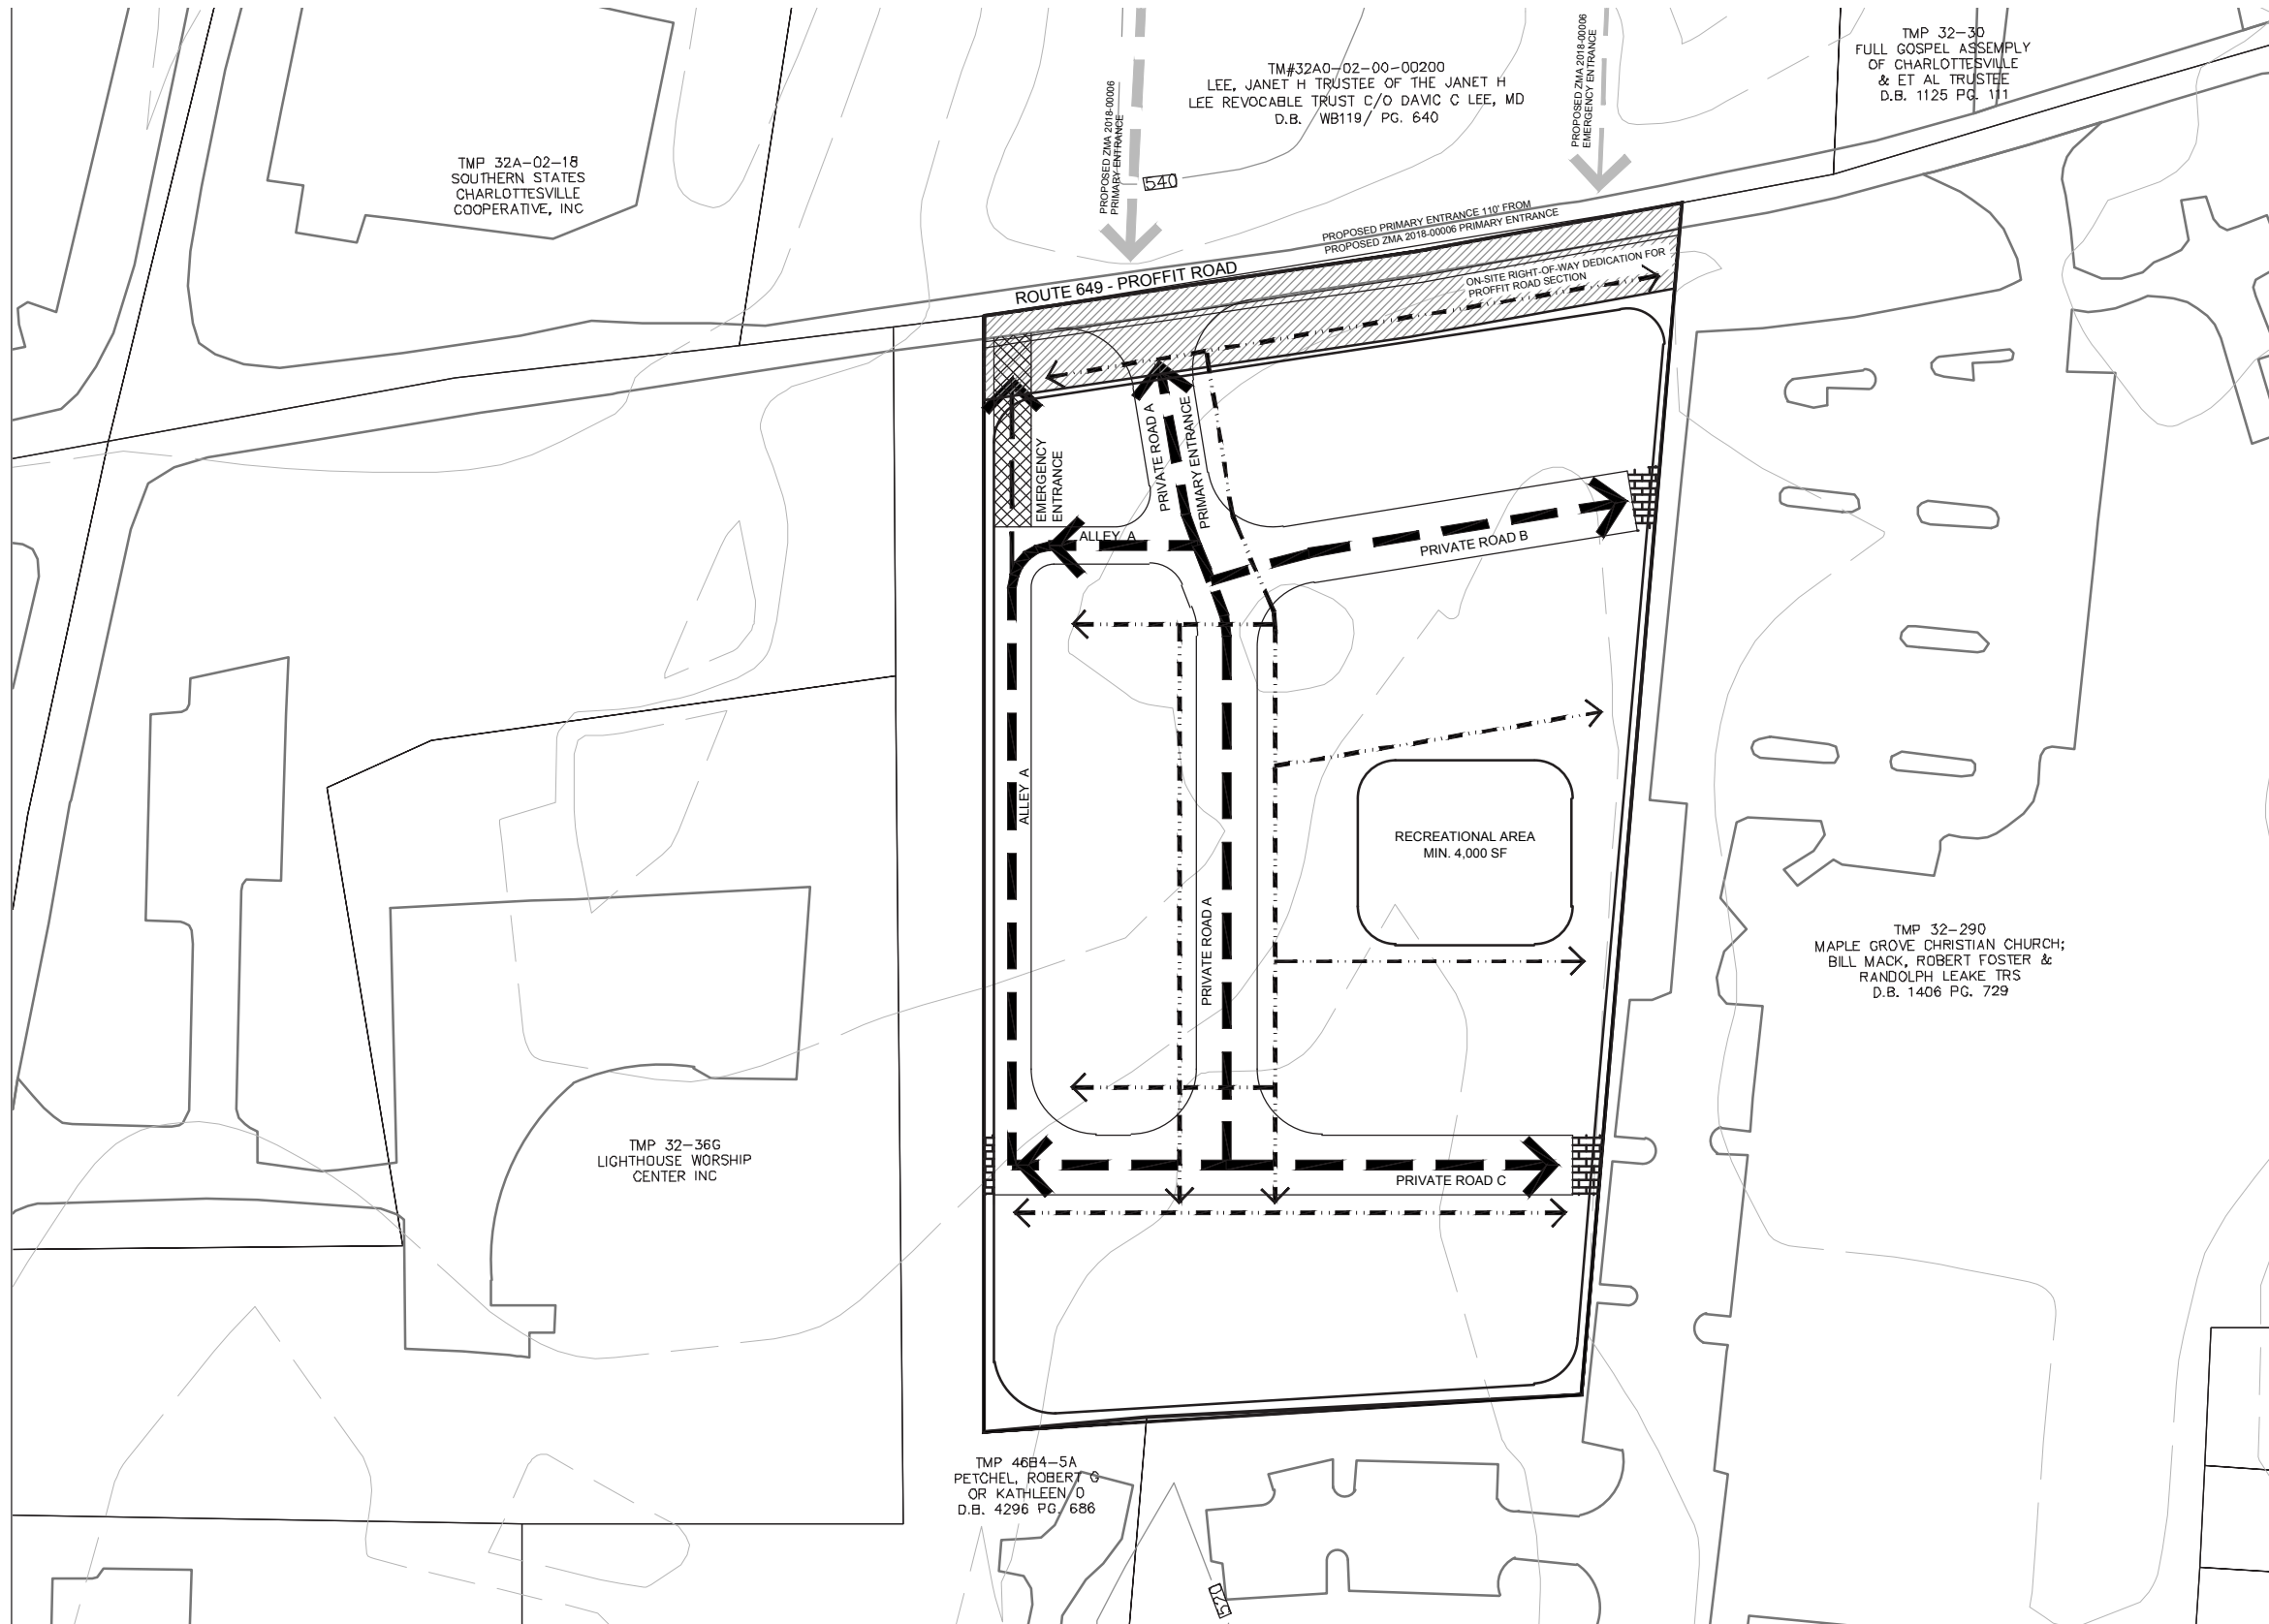 PROPOSED ZMA 2018-00006
PRIMARY ENTRANCE
TM#32A0-02-00-00200
LEE, JANET H TRUSTEE OF THE JANET H
LEE REVOCABLE TRUST C/O DAVIC C LEE, MD
D.B. WB119/ PG. 640
PROPOSED ZMA 2018-00006
EMERGENCY ENTRANCE
TMP 32-30
FULL GOSPEL ASSEMPLY
OF CHARLOTTESVILLE
& ET AL TRUSTEE
D.B. 1125 PG. 111
TMP 32A-02-18
SOUTHERN STATES
CHARLOTTESVILLE
COOPERATIVE, INC
540
PROPOSED PRIMARY ENTRANCE 110' FROM
PROPOSED ZMA 2018-00006 PRIMARY ENTRANCE
ROUTE 649 - PROFFIT ROAD
ON-SITE RIGHT-OF-WAY DEDICATION FOR
PROFFIT ROAD SECTION
EMERGENCY
ENTRANCE
PRIVATE ROAD A
PRIMARY ENTRANCE
ALLEY A
PRIVATE ROAD B
ALLEY A
RECREATIONAL AREA
MIN. 4,000 SF
PRIVATE ROAD A
TMP 32-290
MAPLE GROVE CHRISTIAN CHURCH;
BILL MACK, ROBERT FOSTER &
RANDOLPH LEAKE TRS
D.B. 1406 PG. 729
TMP 32-36G
LIGHTHOUSE WORSHIP
CENTER INC
PRIVATE ROAD C
TMP 46B4-5A
PETCHEL, ROBERT G
OR KATHLEEN O
D.B. 4296 PG. 686
520